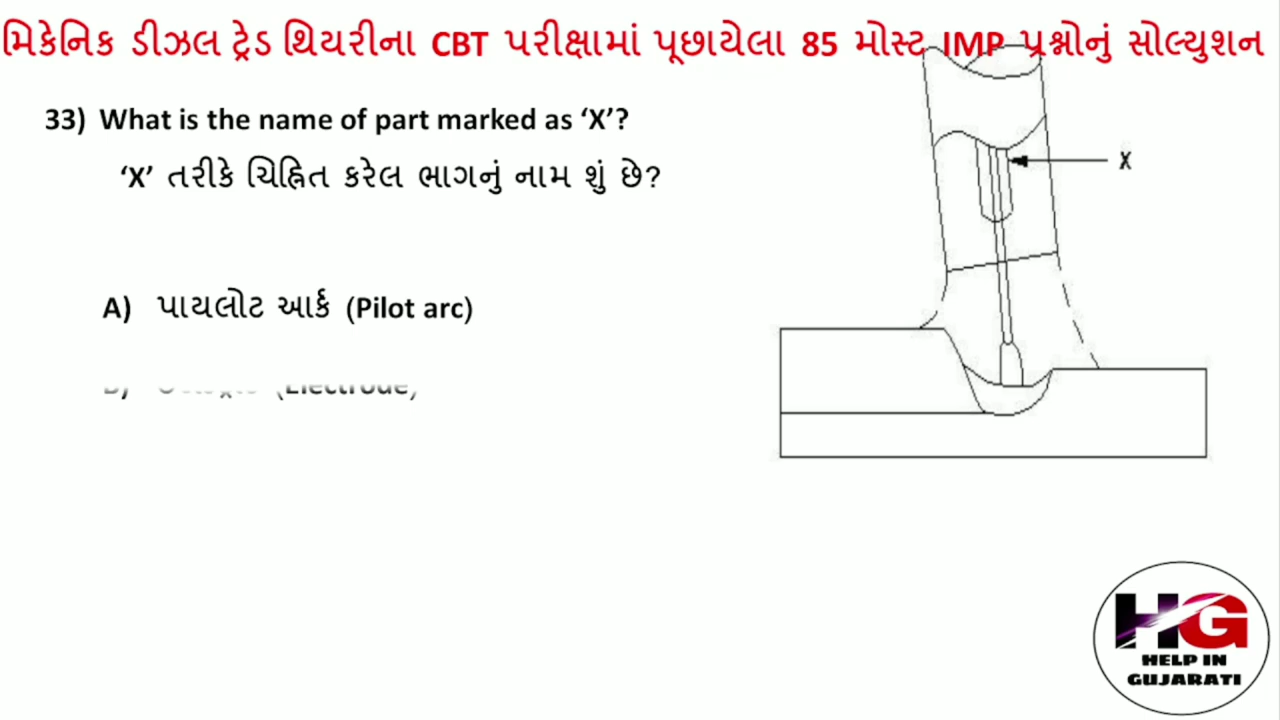 મિકેનિક ડીઝલ ટ્રેડ થિયરીના CBT પરીક્ષામાં પૂછાયેલા 85 મોસ્ટ IMP પ્રશ્નોનું સોલ્યુશન
33) What is the name of part marked as ‘X’?
‘X’ તરીકે ચિહ્નિત કરેલ ભાગનું નામ શું છે?
X
A) પાયલોટ આર્ક (Pilot arc)
(Electrode)
HG
HELP IN
GUJARATI